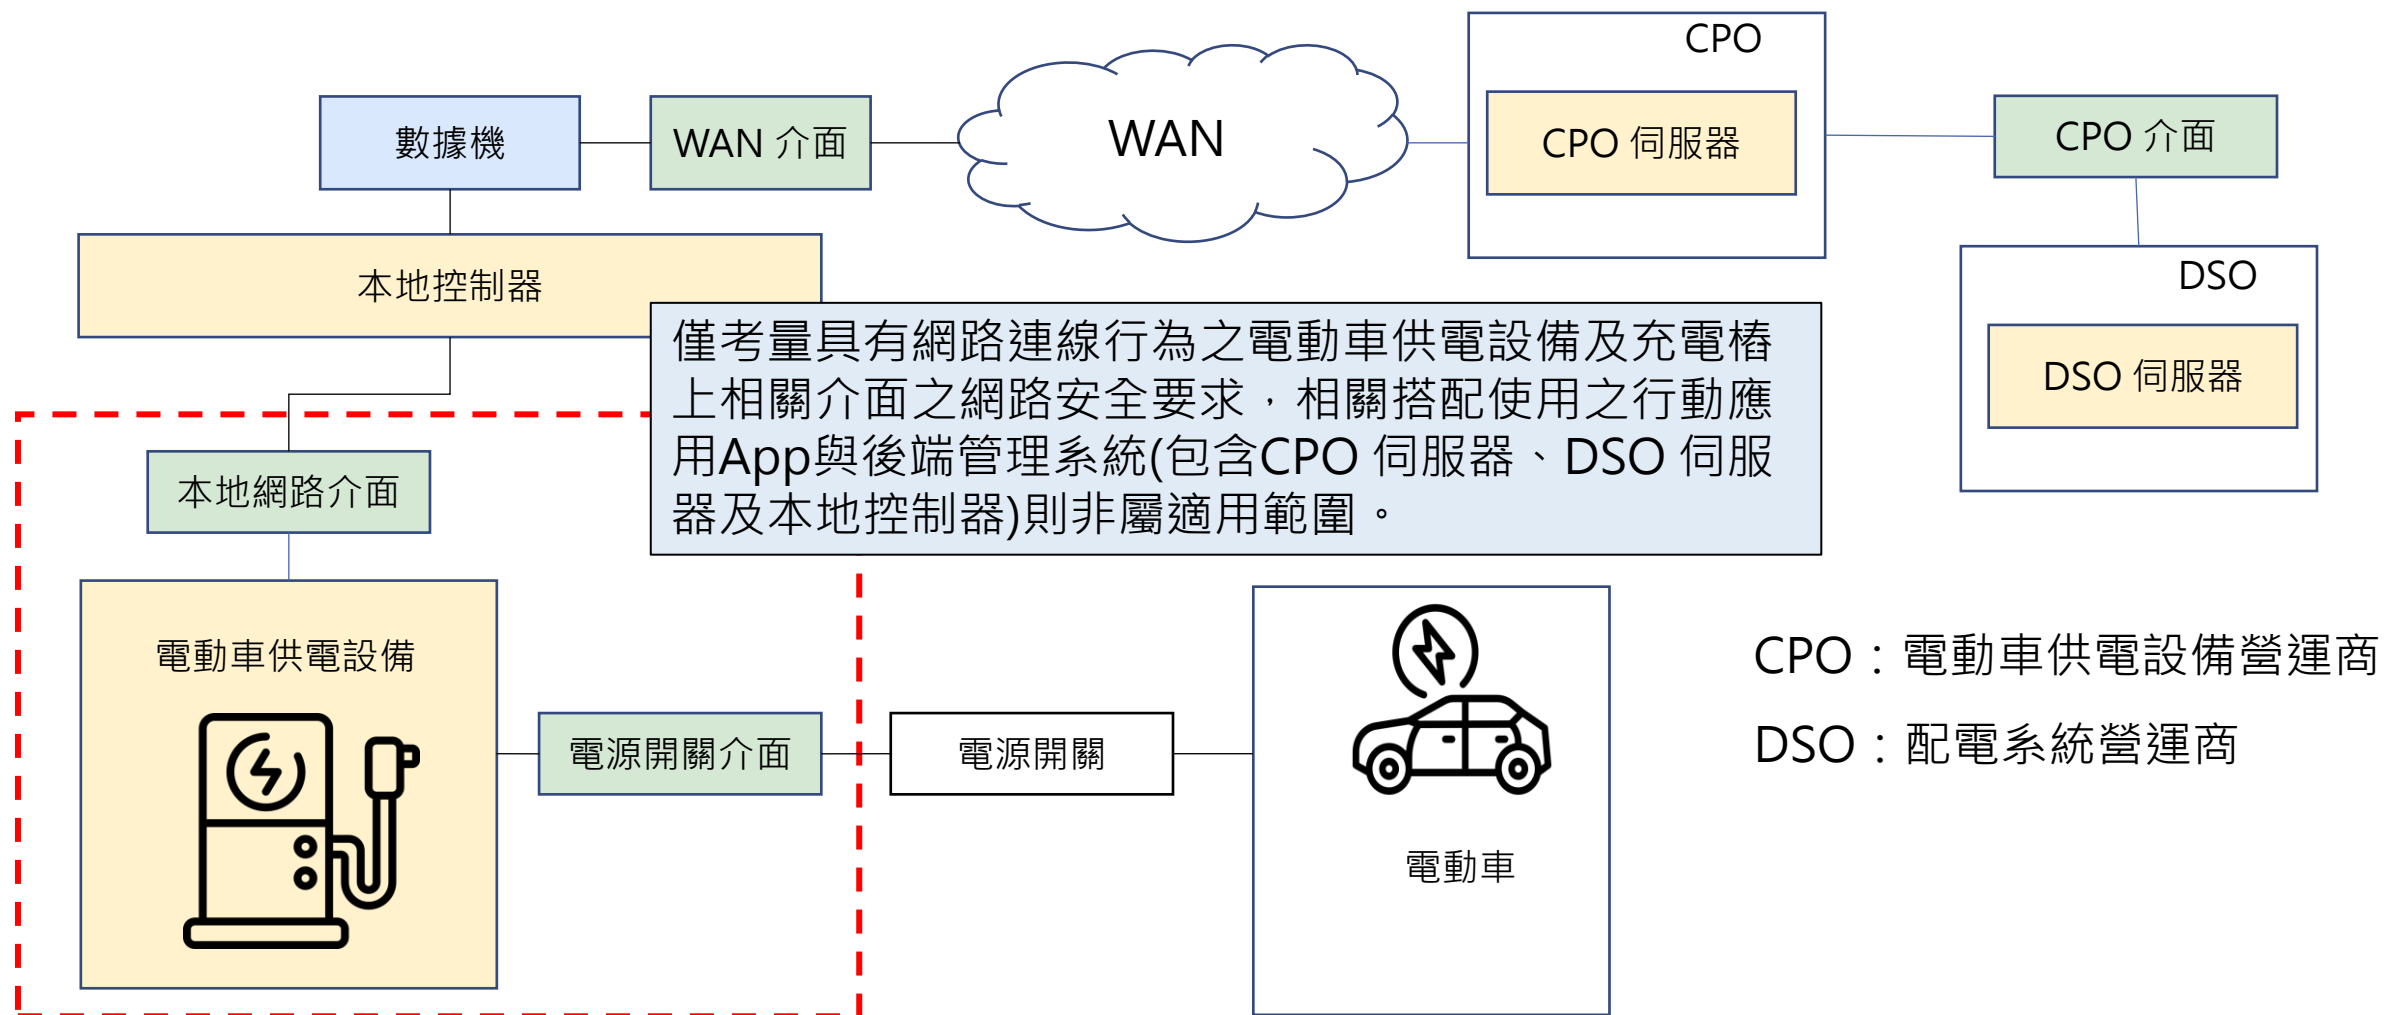 CPO
數據機
WAN 介面
WAN
CPO 伺服器
CPO 介面
本地控制器
DSO
DSO 伺服器
僅考量具有網路連線行為之電動車供電設備及充電樁
上相關介面之網路安全要求，相關搭配使用之行動應
用App與後端管理系統(包含CPO 伺服器、DSO 伺服
器及本地控制器)則非屬適用範圍。
本地網路介面
電動車供電設備
電源開關介面
電源開關
電動車
CPO：電動車供電設備營運商
DSO：配電系統營運商